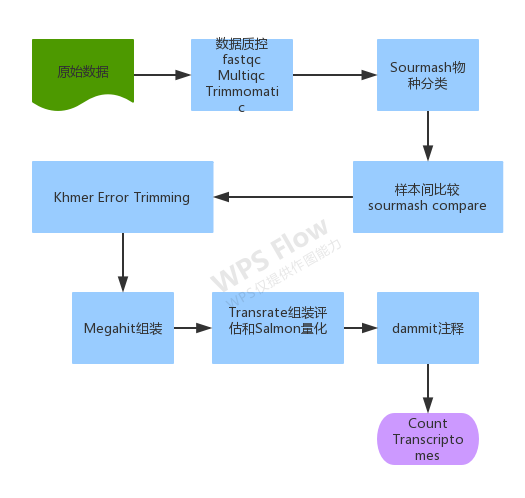 原始数据
数据质控
fastqc
Multiqc
Trimmomati
c
Sourmash物
种分类
样本间比较
sourmash compare
Khmer Error Trimming
WPS Flow
WPS仅提供作图能力
Megahit组装
Transrate组装评
估和Salmon量化
dammit注释
Count
Transcripto
mes